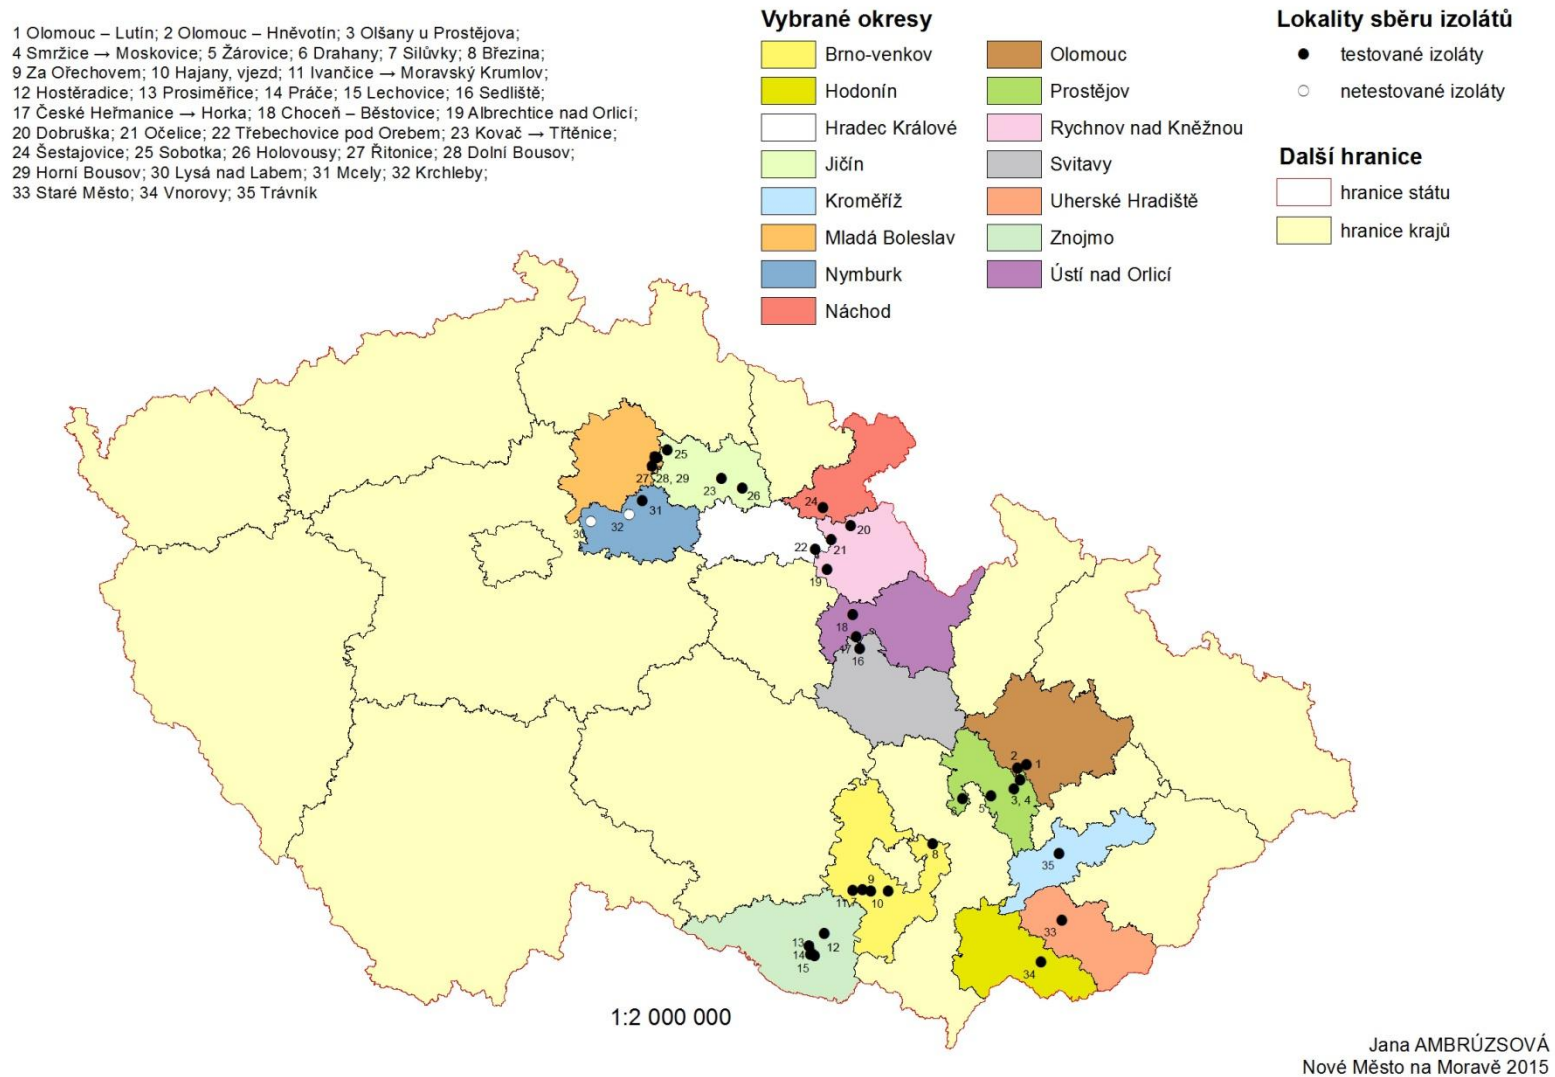 1 Olomouc – Lutín; 2 Olomouc – Hněvotín; 3 Olšany u Prostějova;
4 Smržice → Moskovice; 5 Žárovice; 6 Drahany; 7 Silůvky; 8 Březina;
9 Za Ořechovem; 10 Hajany, vjezd; 11 Ivančice → Moravský Krumlov;
12 Hostěradice; 13 Prosiměřice; 14 Práče; 15 Lechovice; 16 Sedliště;
17 České Heřmanice → Horka; 18 Choceň – Běstovice; 19 Albrechtice nad Orlicí;
20 Dobruška; 21 Očelice; 22 Třebechovice pod Orebem; 23 Kovač → Třtěnice;
24 Šestajovice; 25 Sobotka; 26 Holovousy; 27 Řitonice; 28 Dolní Bousov;
29 Horní Bousov; 30 Lysá nad Labem; 31 Mcely; 32 Krchleby;
33 Staré Město; 34 Vnorovy; 35 Trávník
Vybrané okresy
Brno-venkov
Hodonín
Hradec Králové
Jičín
Kroměříž
Mladá Boleslav
Nymburk
Náchod
Olomouc
Prostějov
Rychnov nad Kněžnou
Svitavy
Uherské Hradiště
Znojmo
Ústí nad Orlicí
Lokality sběru izolátů
testované izoláty
netestované izoláty
Další hranice
hranice státu
hranice krajů
25
27 28, 29
23
26
31
32
30
24
20
21
22
19
18
17
16
2
1
3, 4
5
6
8
9
11 7
10
35
33
34
13
12
14
15
1:2 000 000
Jana AMBRÚZSOVÁ
Nové Město na Moravě 2015